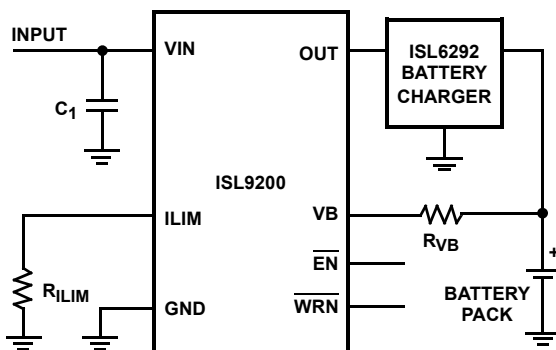 INPUT
VIN
C1
ISL9200
ILIM
RILIM
GND
OUT
ISL6292
BATTERY
CHARGER
VB
RVB
EN
WRN
+
BATTERY
PACK